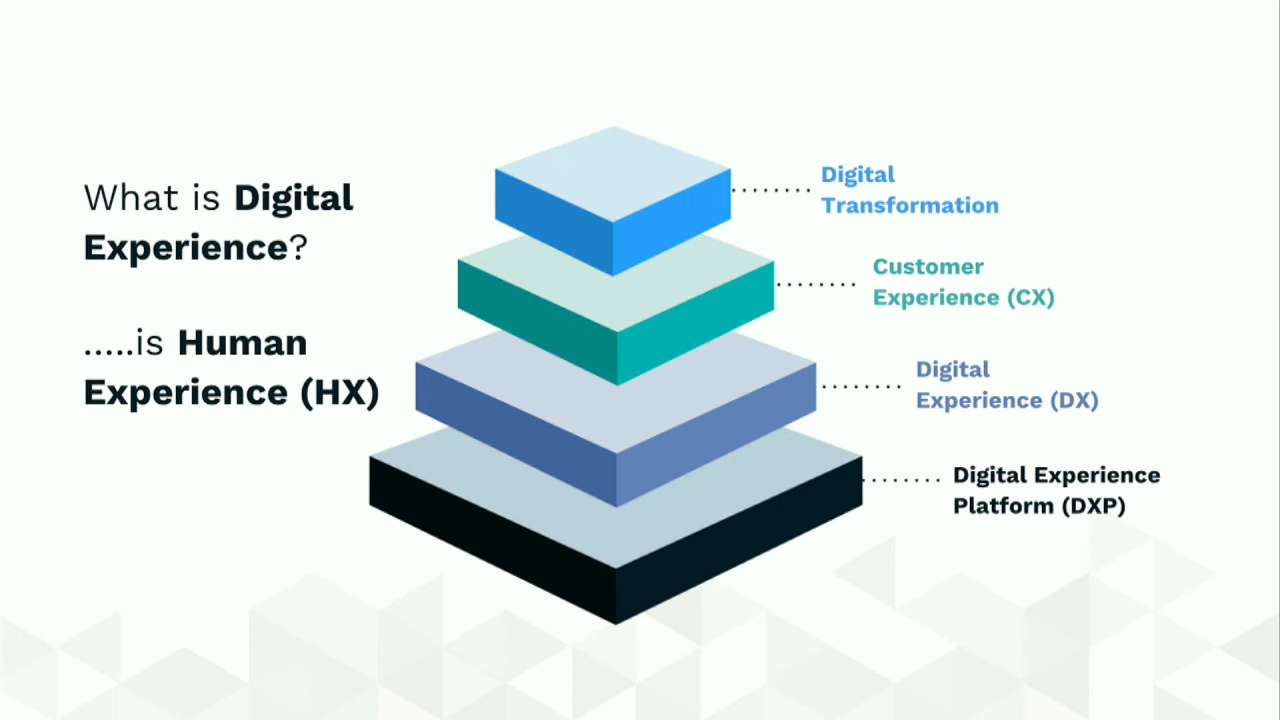 What is Digital
Experience?
.....is Human
Experience (HX)
Digital
Transformation
Customer
Experience (CX)
Digital
Experience (DX)
Digital Experience
Platform (DXP)